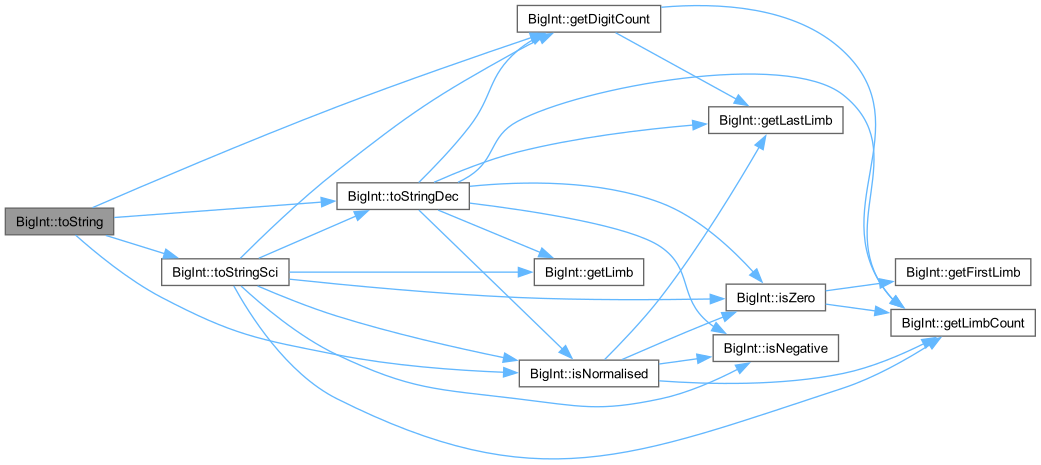 BigInt::getDigitCount
BigInt::getLastLimb
BigInt::toStringDec
BigInt::toString
BigInt::toStringSci
BigInt::getLimb
BigInt::getFirstLimb
BigInt::isZero
BigInt::getLimbCount
BigInt::isNegative
BigInt::isNormalised